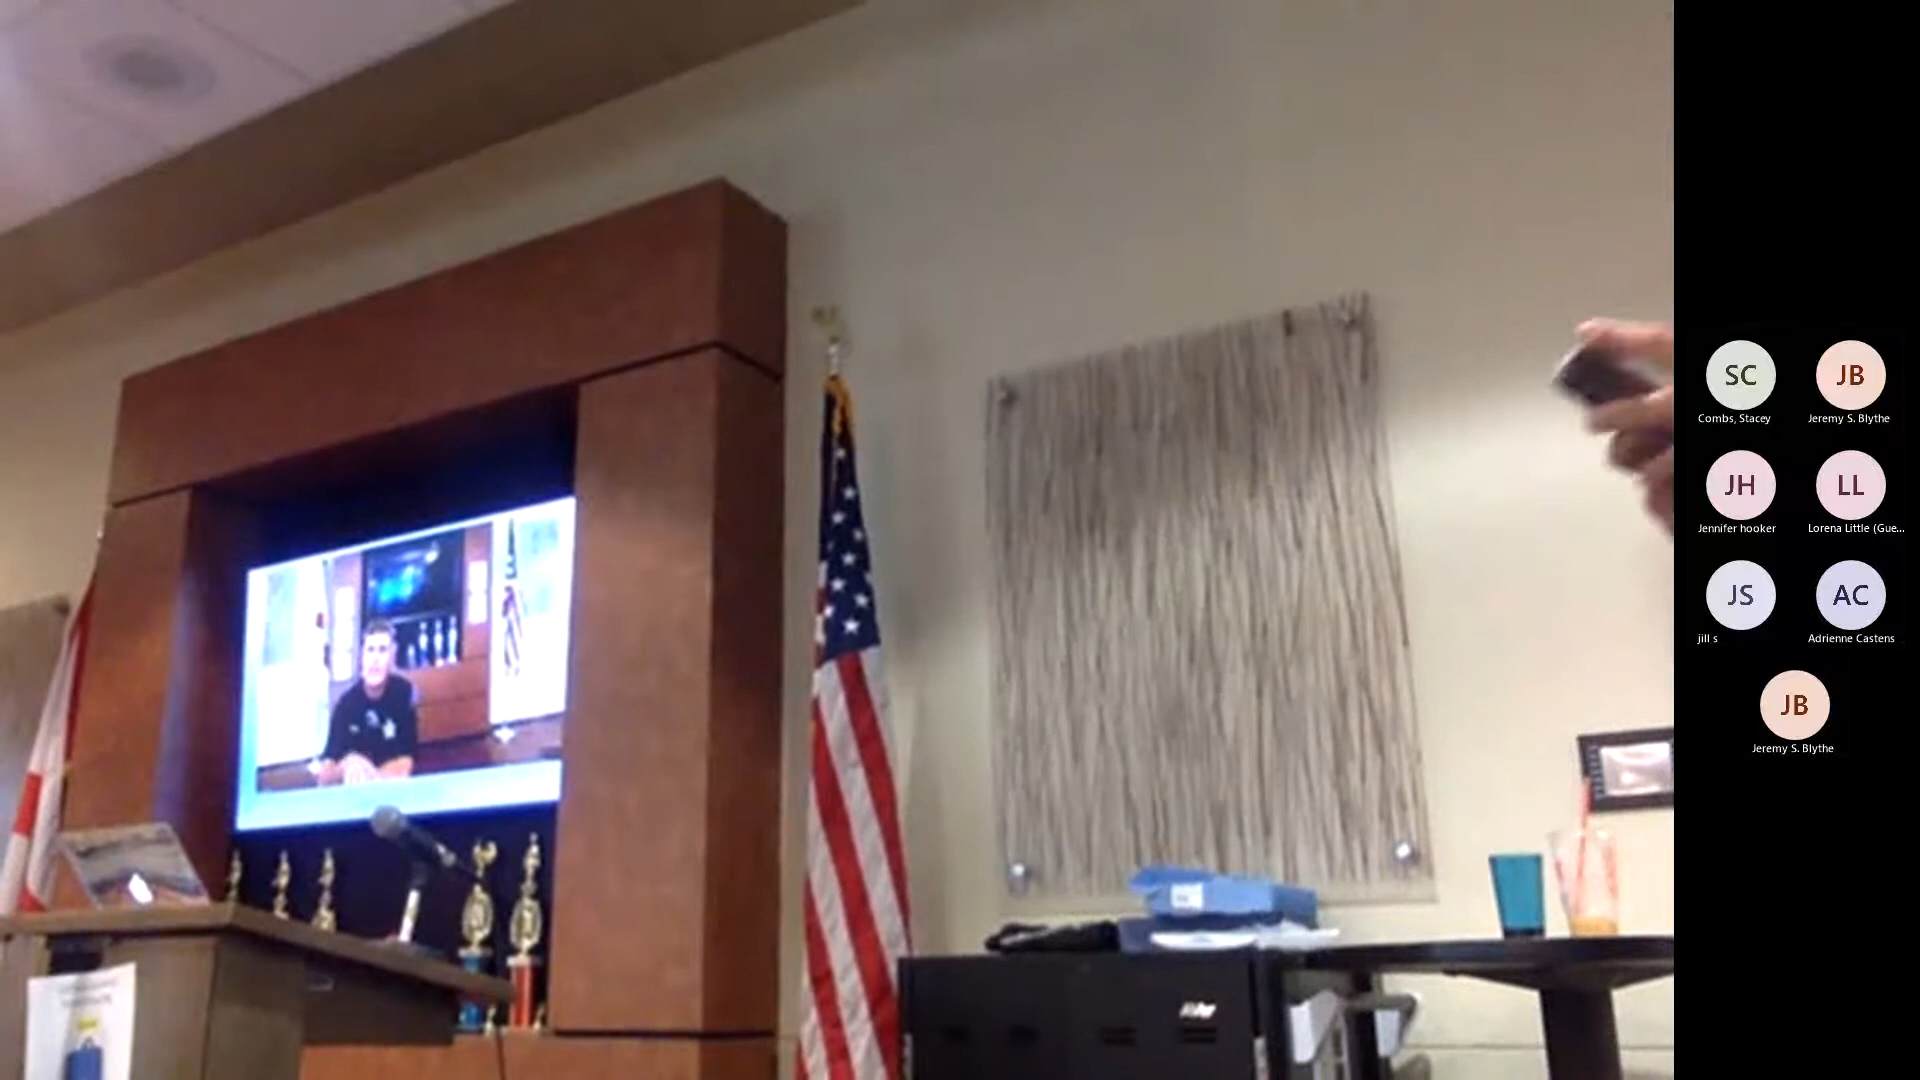 SC
JB
Combs, Stacey
Jeremy S. Blythe
JH
LL
Jennifer hooker
Lorena Little (Gue...
JS
AC
jill s
Adrienne Castens
JB
Jeremy S. Blythe